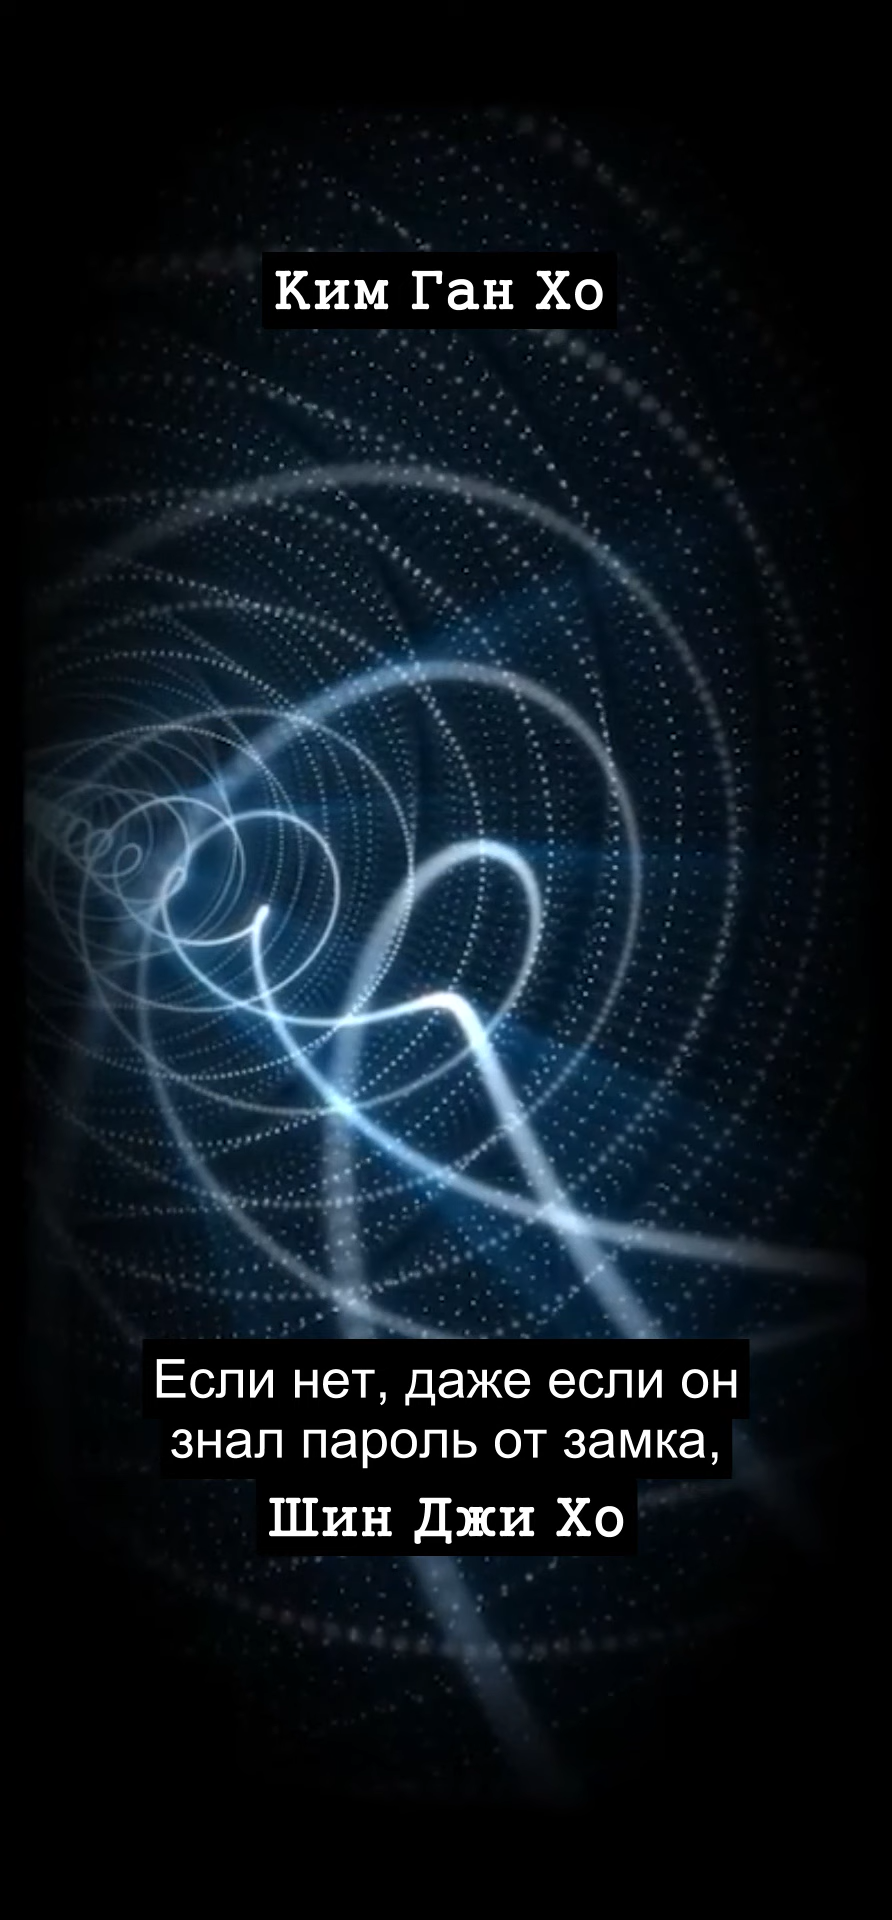 Ким Ган Хо
Если нет, даже если он
знал пароль от замка,
Шин Джи Хо